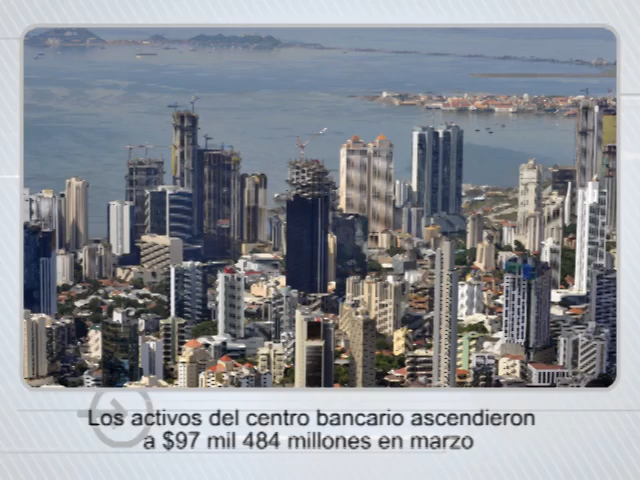 Los activos del centro bancario ascendieron
a $97 mil 484 millones en marzo